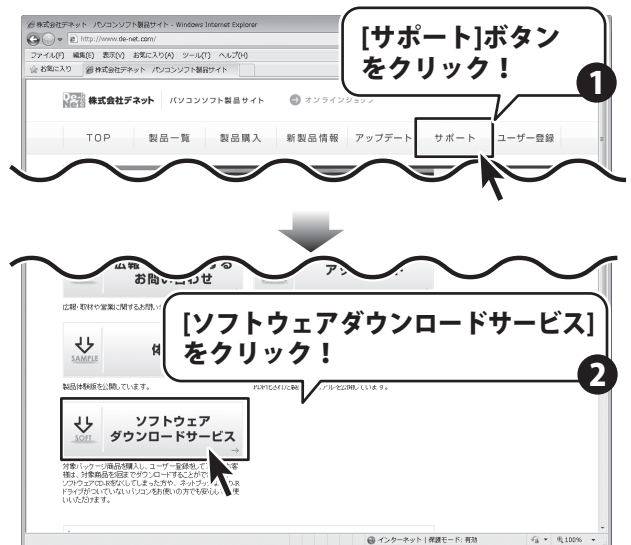 株式会社デネット パソコンソフト製品サイト - Windows Internet Explorer
http://www.de-net.com/
ファイル(F) 編集(E) 表示(V) お気に入り(A) ツール(T) ヘルプ(H)
お気に入り 株式会社デネット パソコンソフト製品サイト
[サポート]ボタン
をクリック!
1
De-Net 株式会社デネット パソコンソフト製品サイト オンラインショップ
TOP 製品一覧 製品購入 新製品情報 アップデート サポート ユーザー登録
お問い合わせ
広報・取材や営業に関するお問い
[ソフトウェアダウンロードサービス]
をクリック!
2
SAMPLE 体
製品体験版を公開しています。
SOFT ソフトウェア
ダウンロードサービス
対象パッケージ商品を購入し、ユーザー登録をして
様は、対象商品を3回までダウンロードすることが
ソフトウェアCD-Rをなくしてしまった方や、ネットブック
ドライブがついていないパソコンをお使いの方でも安心し
いいただけます。
インターネット | 保護モード: 有効 100%